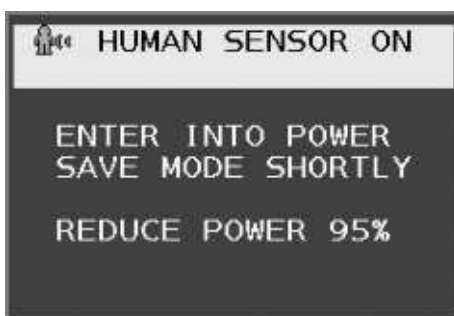 HUMAN SENSOR ON
ENTER INTO POWER
SAVE MODE SHORTLY
REDUCE POWER 95%